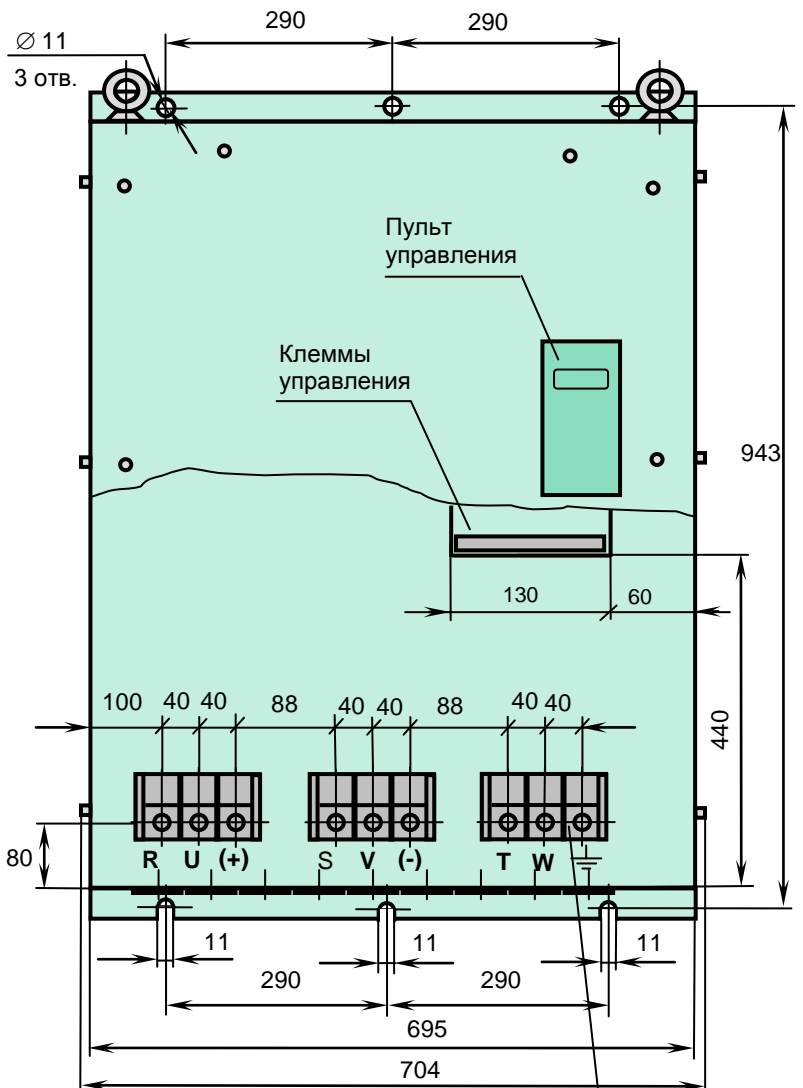 290 290
Ø 11
3 отв.
Пульт
управления
Клеммы
управления
943
130 60
100 40 40 88 40 40 88 40 40
440
80
R U (+) S V (-) T W
11 11 11
290 290
695
704